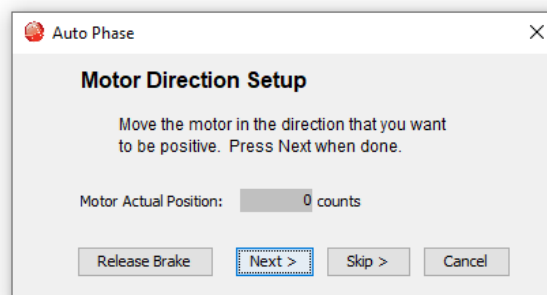 Auto Phase
Motor Direction Setup
Move the motor in the direction that you want
to be positive. Press Next when done.
Motor Actual Position: 0 counts
Release Brake Next > Skip > Cancel